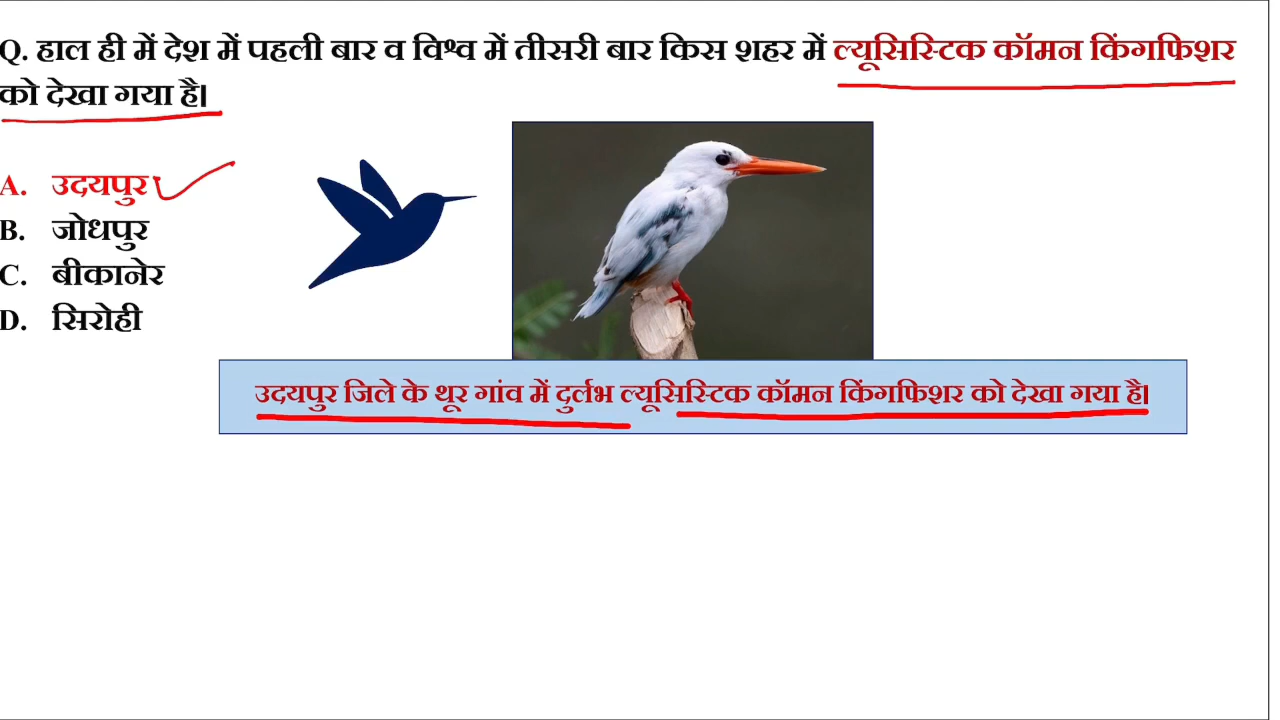 Q. हाल ही में देश में पहली बार व विश्व में तीसरी बार किस शहर में ल्यूसिस्टिक कॉमन किंगफिशर
को देखा गया है।
A. उदयपुर
B. जोधपुर
C. बीकानेर
D. सिरोही
उदयपुर जिले के थूर गांव में दुर्लभ ल्यूसिस्टिक कॉमन किंगफिशर को देखा गया है।